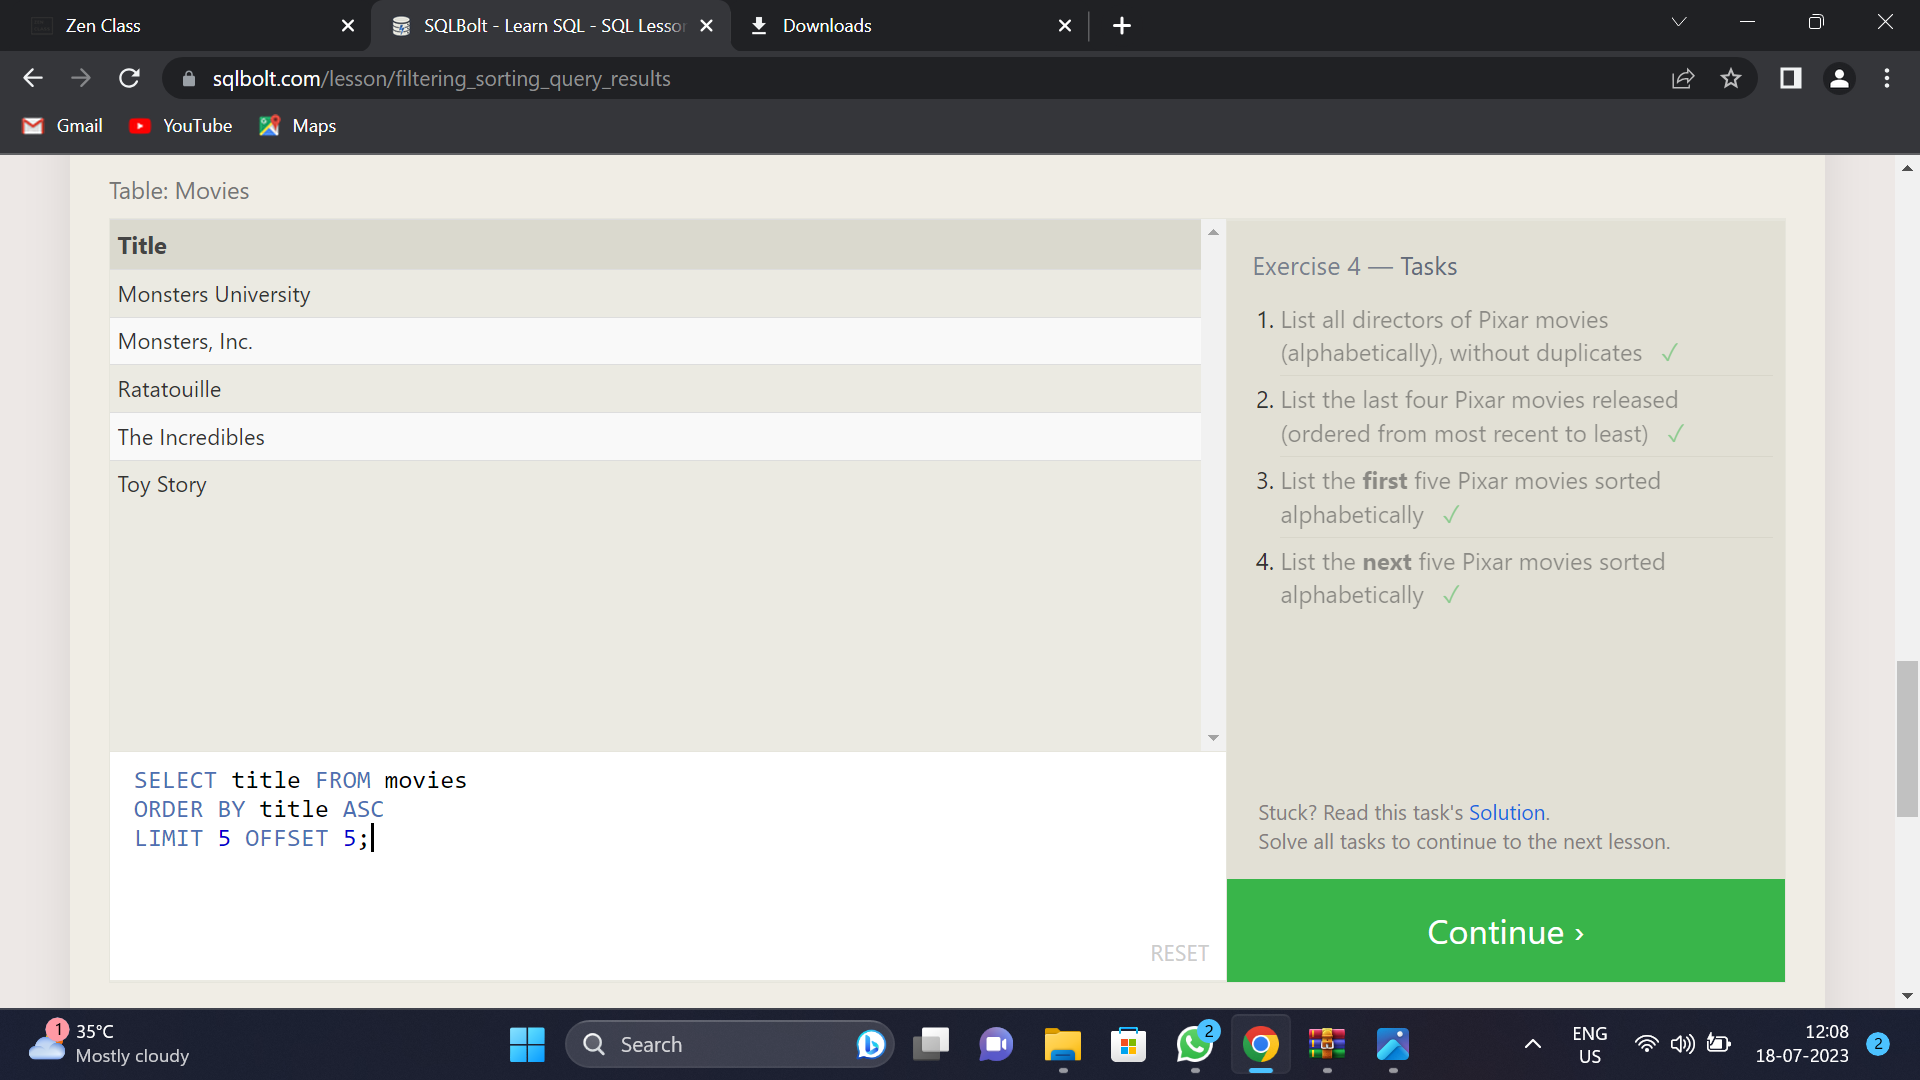 Zen Class
SQLBolt - Learn SQL - SQL Lesso
Downloads
sqlbolt.com/lesson/filtering_sorting_query_results
Gmail
YouTube
Maps
Table: Movies
Title
Monsters University
Monsters, Inc.
Ratatouille
The Incredibles
Toy Story
SELECT title FROM movies
ORDER BY title ASC
LIMIT 5 OFFSET 5;
RESET
Exercise 4 — Tasks
1. List all directors of Pixar movies
(alphabetically), without duplicates ✓
2. List the last four Pixar movies released
(ordered from most recent to least) ✓
3. List the first five Pixar movies sorted
alphabetically ✓
4. List the next five Pixar movies sorted
alphabetically ✓
Stuck? Read this task's Solution.
Solve all tasks to continue to the next lesson.
Continue ›
1
35°C
Mostly cloudy
Search
2
ENG
US
12:08
18-07-2023
2